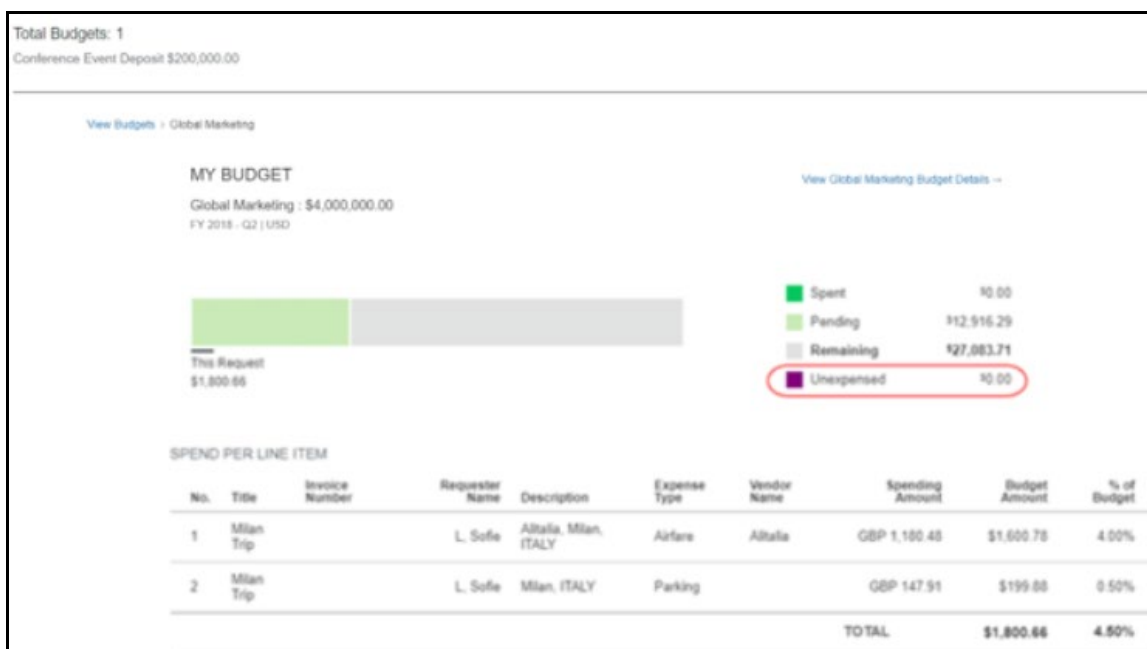 Total Budgets: 1
Conference Event Deposit $200,000.00
View Budgets › Global Marketing
MY BUDGET
View Global Marketing Budget Details →
Global Marketing : $4,000,000.00
FY 2018 - Q2 | USD
Spent $0.00
Pending $12,916.29
Remaining $27,083.71
Unexpensed $0.00
This Request
$1,800.66
SPEND PER LINE ITEM
No. Title Invoice Number Requester Name Description Expense Type Vendor Name Spending Amount Budget Amount % of Budget
1 Milan Trip L, Sofie Alitalia, Milan, ITALY Airfare Alitalia GBP 1,180.48 $1,600.78 4.00%
2 Milan Trip L, Sofie Milan, ITALY Parking GBP 147.91 $199.88 0.50%
TOTAL $1,800.66 4.50%